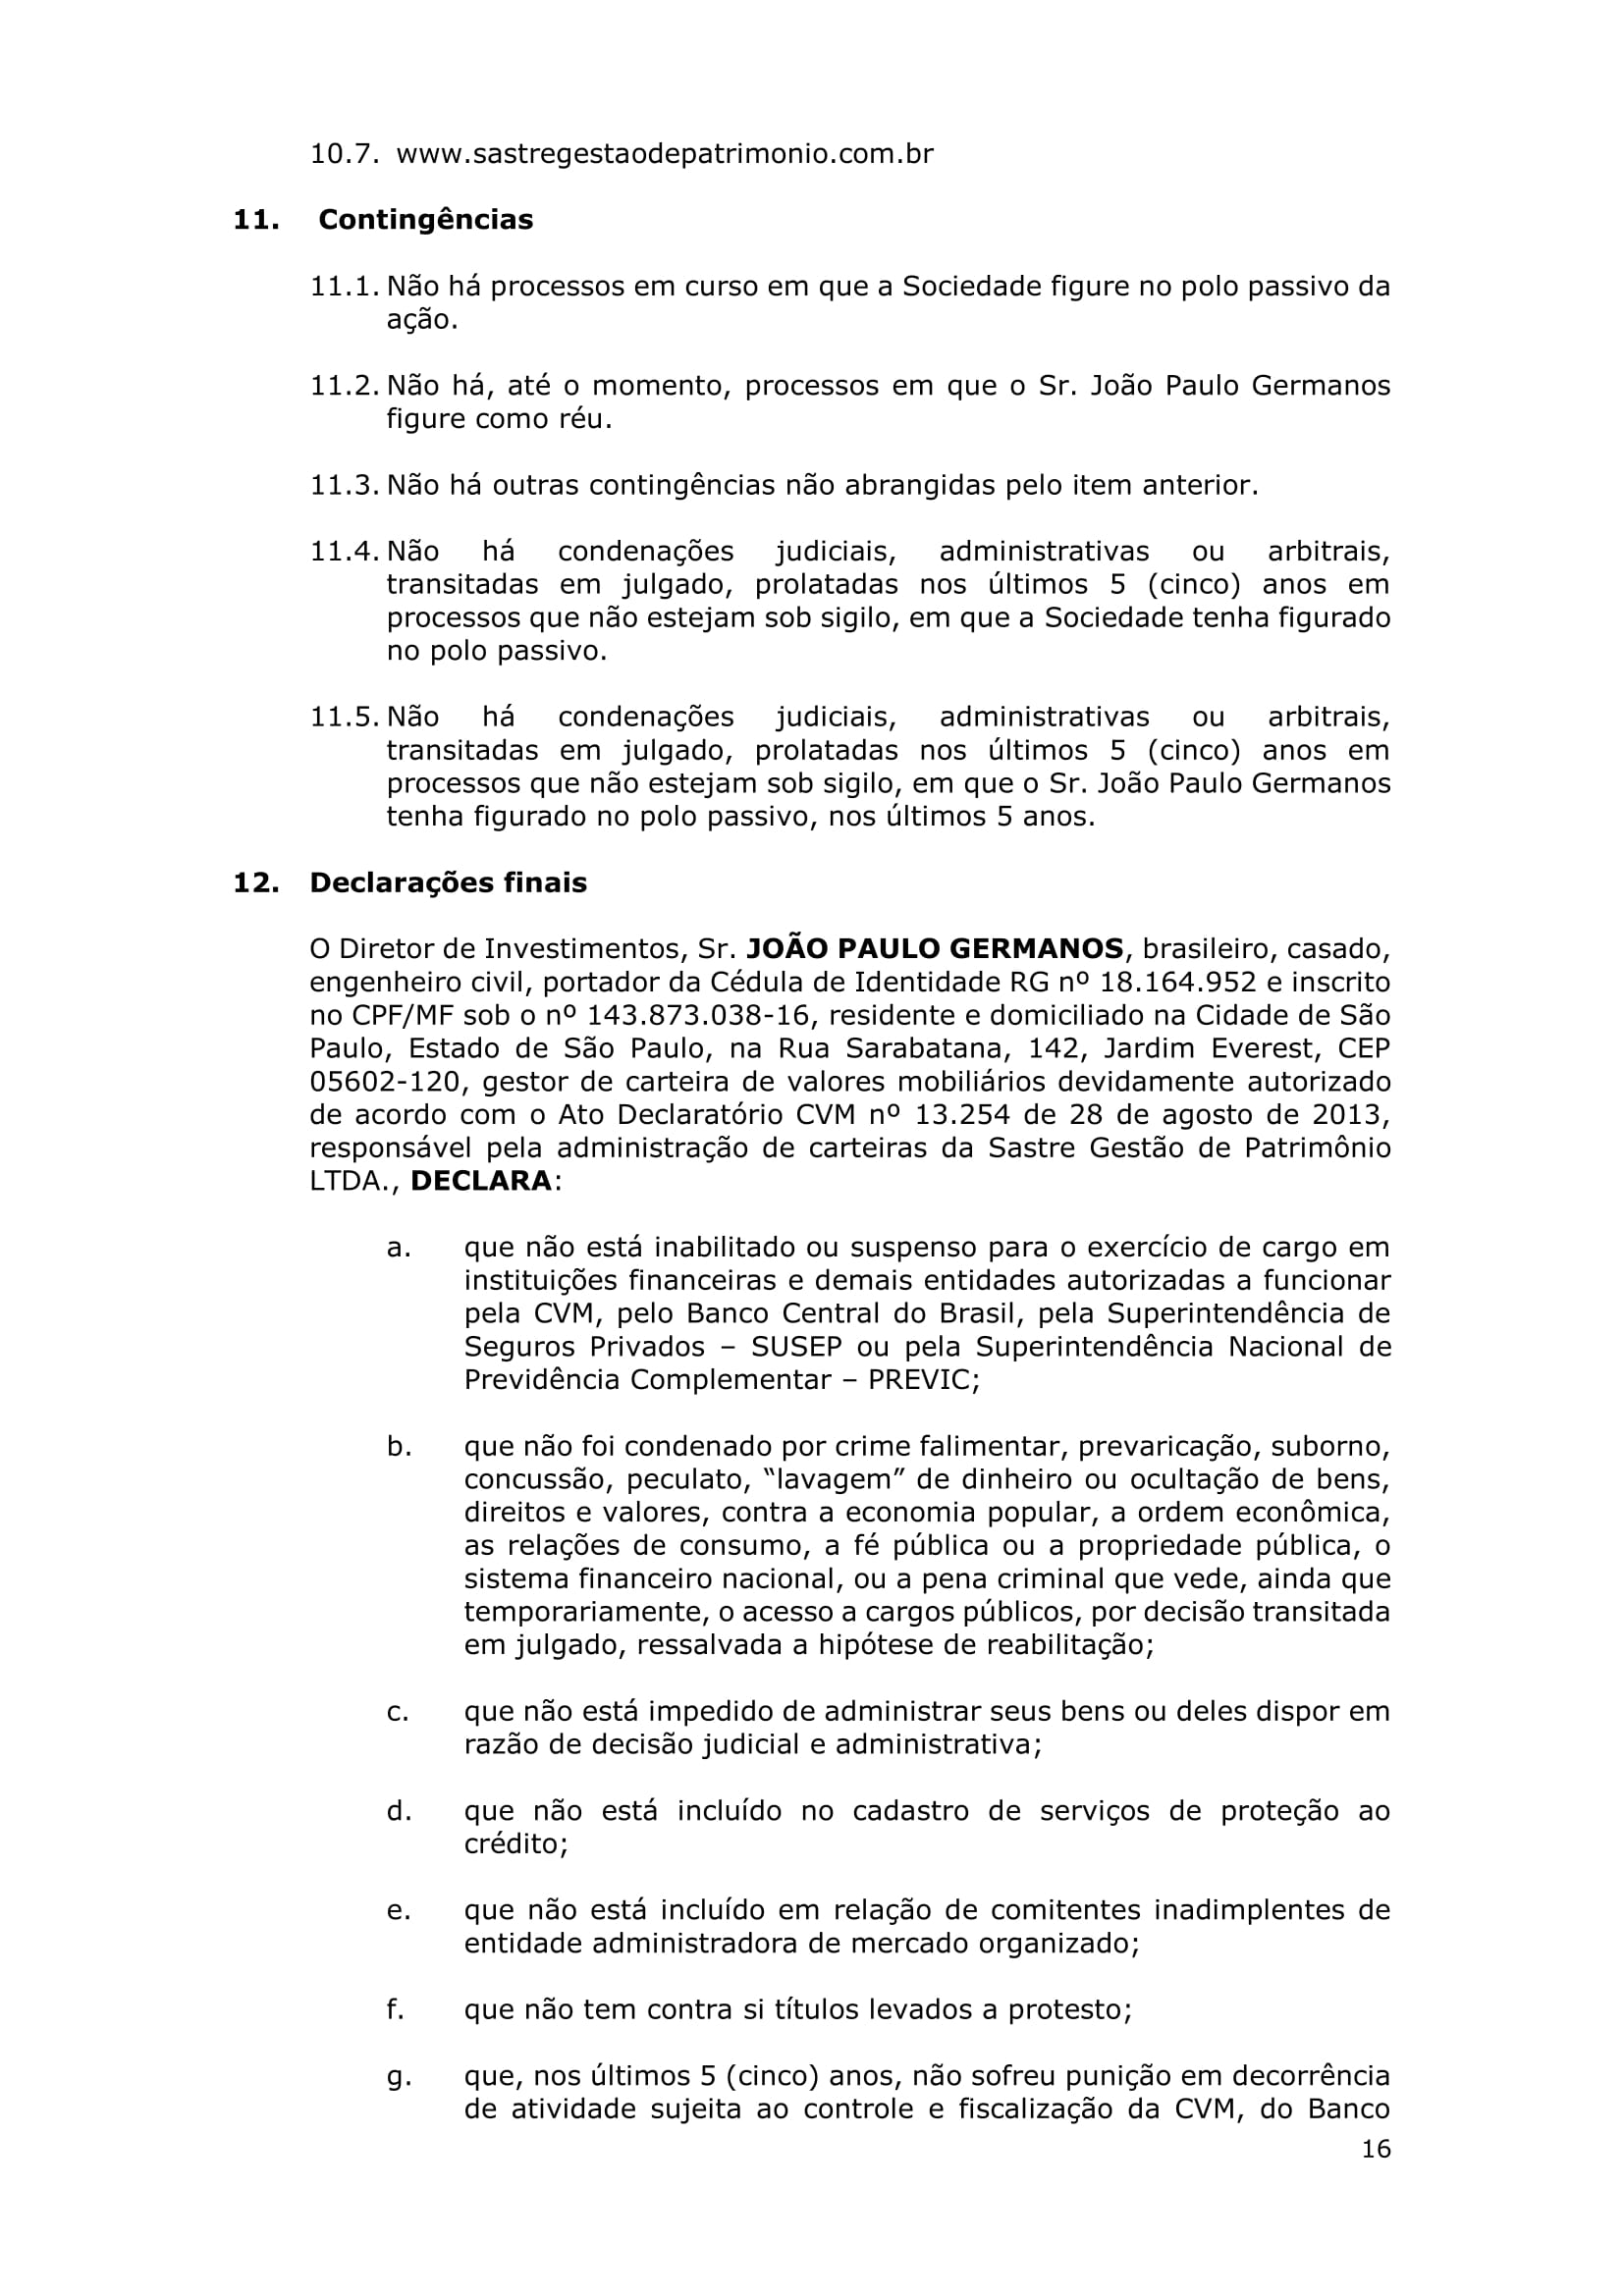 10.7. www.sastregestaodepatrimonio.com.br
11. Contingências
11.1. Não há processos em curso em que a Sociedade figure no polo passivo da
ação.
11.2. Não há, até o momento, processos em que o Sr. João Paulo Germanos
figure como réu.
11.3. Não há outras contingências não abrangidas pelo item anterior.
11.4. Não há condenações judiciais, administrativas ou arbitrais,
transitadas em julgado, prolatadas nos últimos 5 (cinco) anos em
processos que não estejam sob sigilo, em que a Sociedade tenha figurado
no polo passivo.
11.5. Não há condenações judiciais, administrativas ou arbitrais,
transitadas em julgado, prolatadas nos últimos 5 (cinco) anos em
processos que não estejam sob sigilo, em que o Sr. João Paulo Germanos
tenha figurado no polo passivo, nos últimos 5 anos.
12. Declarações finais
O Diretor de Investimentos, Sr. JOÃO PAULO GERMANOS, brasileiro, casado,
engenheiro civil, portador da Cédula de Identidade RG nº 18.164.952 e inscrito
no CPF/MF sob o nº 143.873.038-16, residente e domiciliado na Cidade de São
Paulo, Estado de São Paulo, na Rua Sarabatana, 142, Jardim Everest, CEP
05602-120, gestor de carteira de valores mobiliários devidamente autorizado
de acordo com o Ato Declaratório CVM nº 13.254 de 28 de agosto de 2013,
responsável pela administração de carteiras da Sastre Gestão de Patrimônio
LTDA., DECLARA:
a. que não está inabilitado ou suspenso para o exercício de cargo em
instituições financeiras e demais entidades autorizadas a funcionar
pela CVM, pelo Banco Central do Brasil, pela Superintendência de
Seguros Privados – SUSEP ou pela Superintendência Nacional de
Previdência Complementar – PREVIC;
b. que não foi condenado por crime falimentar, prevaricação, suborno,
concussão, peculato, “lavagem” de dinheiro ou ocultação de bens,
direitos e valores, contra a economia popular, a ordem econômica,
as relações de consumo, a fé pública ou a propriedade pública, o
sistema financeiro nacional, ou a pena criminal que vede, ainda que
temporariamente, o acesso a cargos públicos, por decisão transitada
em julgado, ressalvada a hipótese de reabilitação;
c. que não está impedido de administrar seus bens ou deles dispor em
razão de decisão judicial e administrativa;
d. que não está incluído no cadastro de serviços de proteção ao
crédito;
e. que não está incluído em relação de comitentes inadimplentes de
entidade administradora de mercado organizado;
f. que não tem contra si títulos levados a protesto;
g. que, nos últimos 5 (cinco) anos, não sofreu punição em decorrência
de atividade sujeita ao controle e fiscalização da CVM, do Banco
16